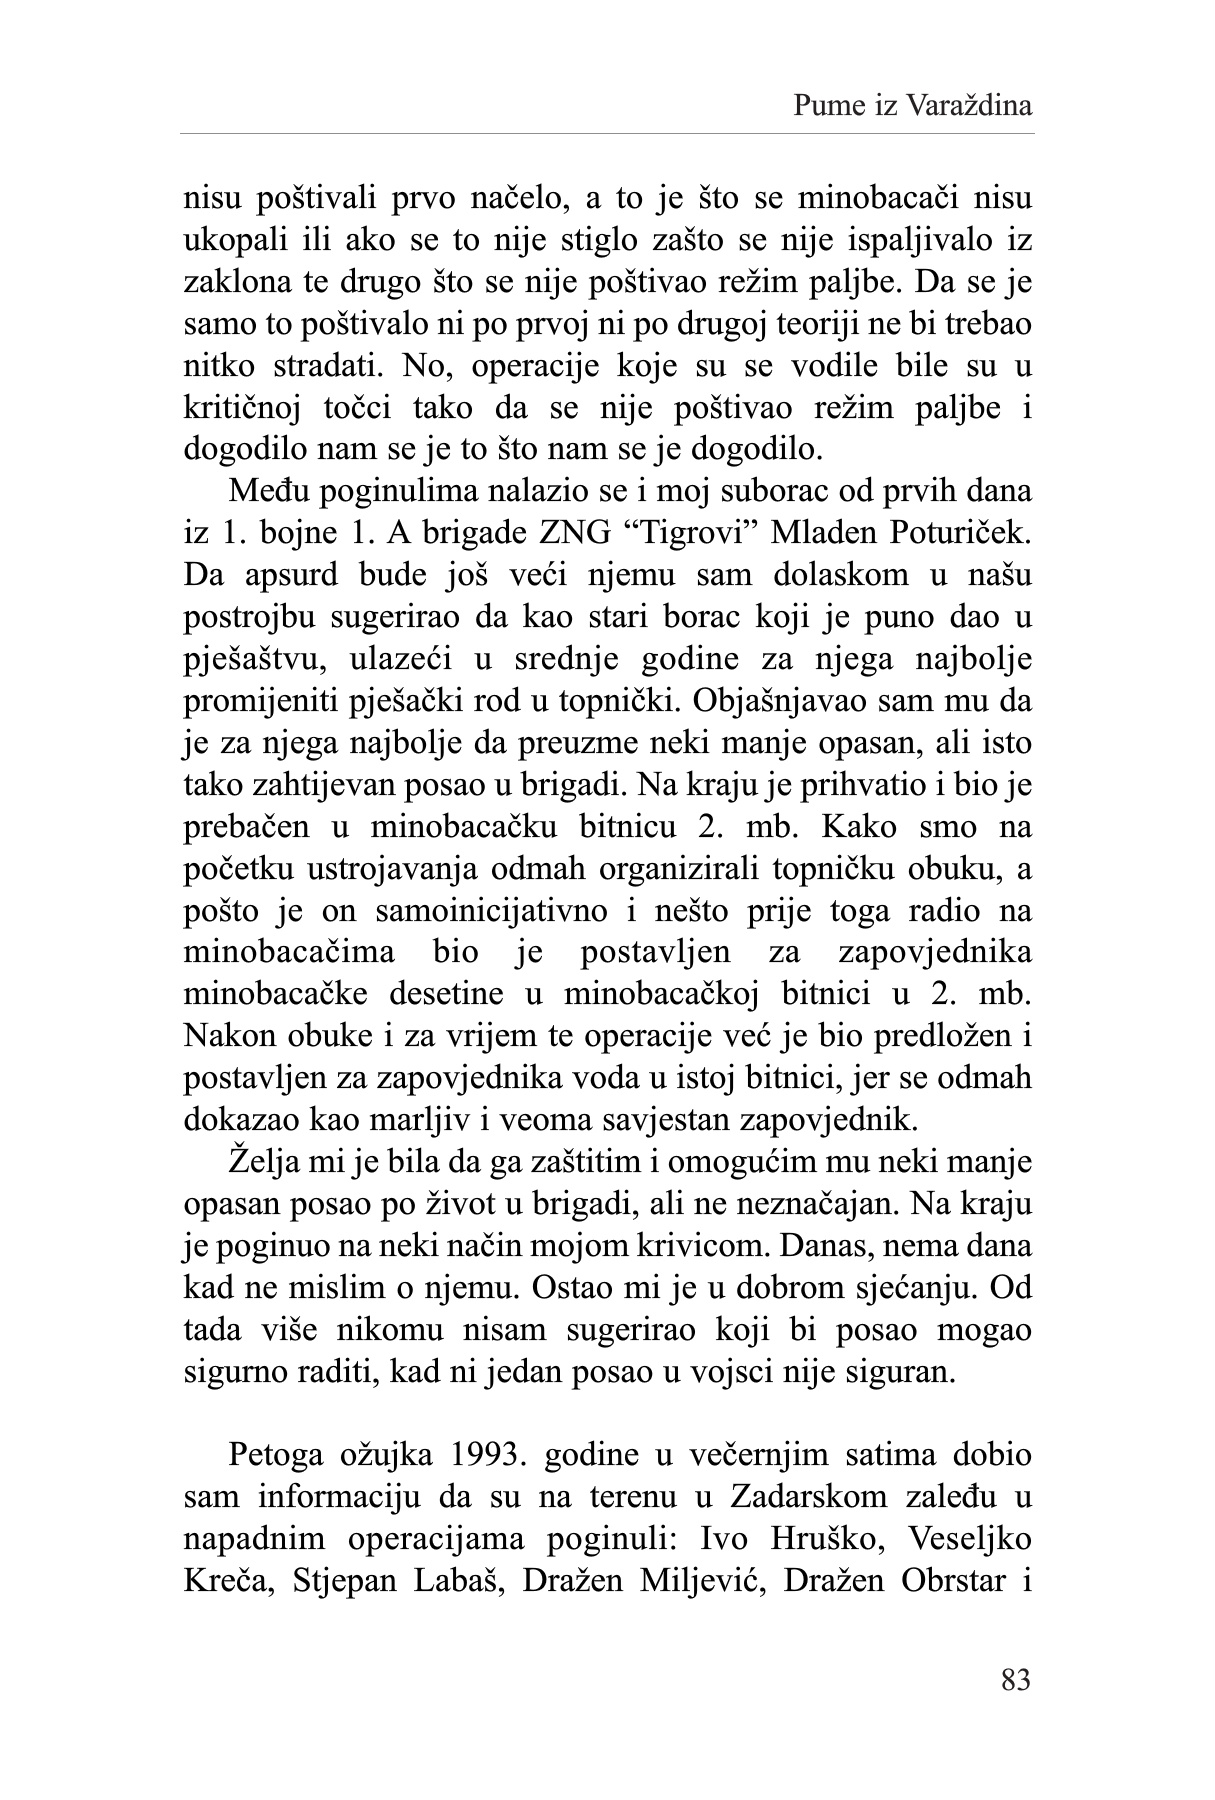 Pume iz Varaždina
nisu poštivali prvo načelo, a to je što se minobacači nisu
ukopali ili ako se to nije stiglo zašto se nije ispaljivalo iz
zaklona te drugo što se nije poštivao režim paljbe. Da se je
samo to poštivalo ni po prvoj ni po drugoj teoriji ne bi trebao
nitko stradati. No, operacije koje su se vodile bile su u
kritičnoj točci tako da se nije poštivao režim paljbe i
dogodilo nam se je to što nam se je dogodilo.
Među poginulima nalazio se i moj suborac od prvih dana
iz 1. bojne 1. A brigade ZNG “Tigrovi” Mladen Poturiček.
Da apsurd bude još veći njemu sam dolaskom u našu
postrojbu sugerirao da kao stari borac koji je puno dao u
pješaštvu, ulazeći u srednje godine za njega najbolje
promijeniti pješački rod u topnički. Objašnjavao sam mu da
je za njega najbolje da preuzme neki manje opasan, ali isto
tako zahtijevan posao u brigadi. Na kraju je prihvatio i bio je
prebačen u minobacačku bitnicu 2. mb. Kako smo na
početku ustrojavanja odmah organizirali topničku obuku, a
pošto je on samoinicijativno i nešto prije toga radio na
minobacačima bio je postavljen za zapovjednika
minobacačke desetine u minobacačkoj bitnici u 2. mb.
Nakon obuke i za vrijem te operacije već je bio predložen i
postavljen za zapovjednika voda u istoj bitnici, jer se odmah
dokazao kao marljiv i veoma savjestan zapovjednik.
Želja mi je bila da ga zaštitim i omogućim mu neki manje
opasan posao po život u brigadi, ali ne neznačajan. Na kraju
je poginuo na neki način mojom krivicom. Danas, nema dana
kad ne mislim o njemu. Ostao mi je u dobrom sjećanju. Od
tada više nikomu nisam sugerirao koji bi posao mogao
sigurno raditi, kad ni jedan posao u vojsci nije siguran.
Petoga ožujka 1993. godine u večernjim satima dobio
sam informaciju da su na terenu u Zadarskom zaleđu u
napadnim operacijama poginuli: Ivo Hruško, Veseljko
Kreča, Stjepan Labaš, Dražen Miljević, Dražen Obrstar i
83